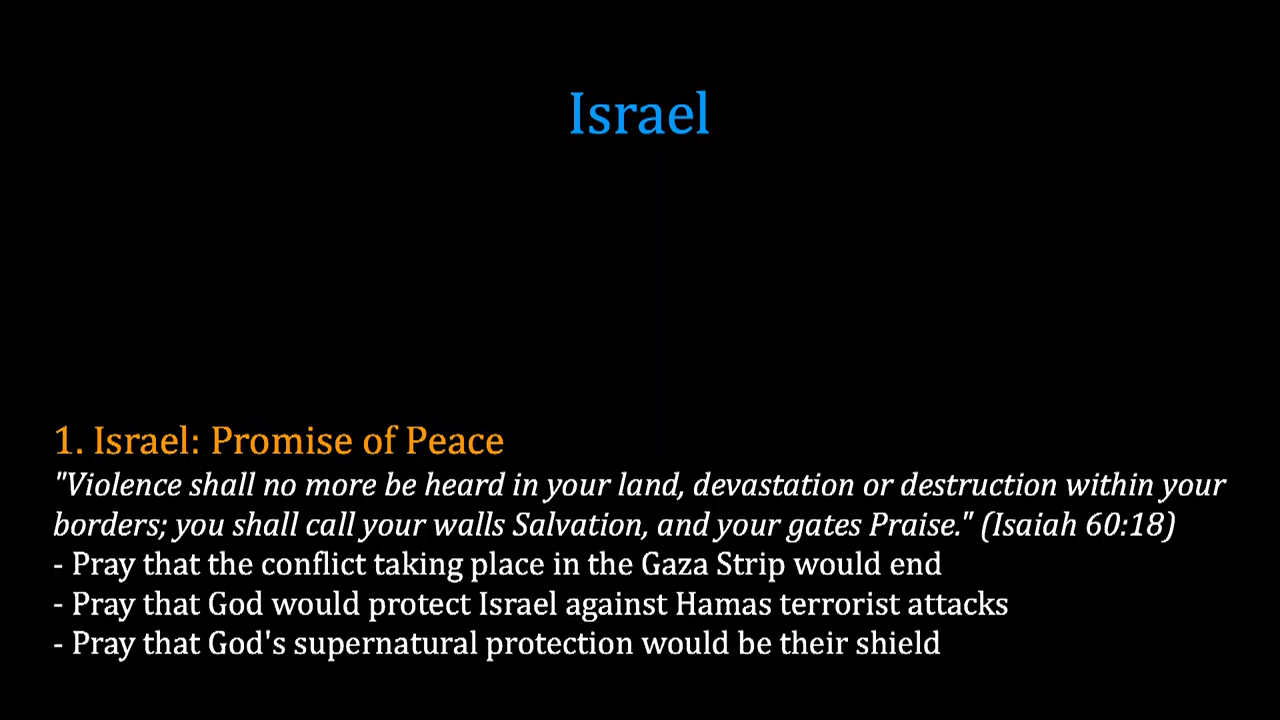 Israel
1. Israel: Promise of Peace
"Violence shall no more be heard in your land, devastation or destruction within your
borders; you shall call your walls Salvation, and your gates Praise." (Isaiah 60:18)
- Pray that the conflict taking place in the Gaza Strip would end
- Pray that God would protect Israel against Hamas terrorist attacks
- Pray that God's supernatural protection would be their shield